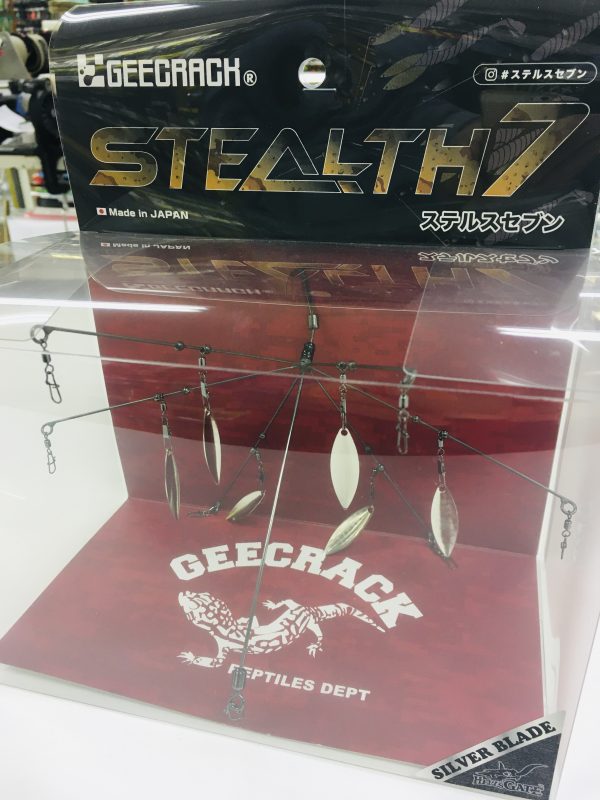 GEECRACK®
#ステルスセブン
STEALTH7
Made in JAPAN
ステルスセブン
GEECRACK
REPTILES DEPT
SILVER BLADE